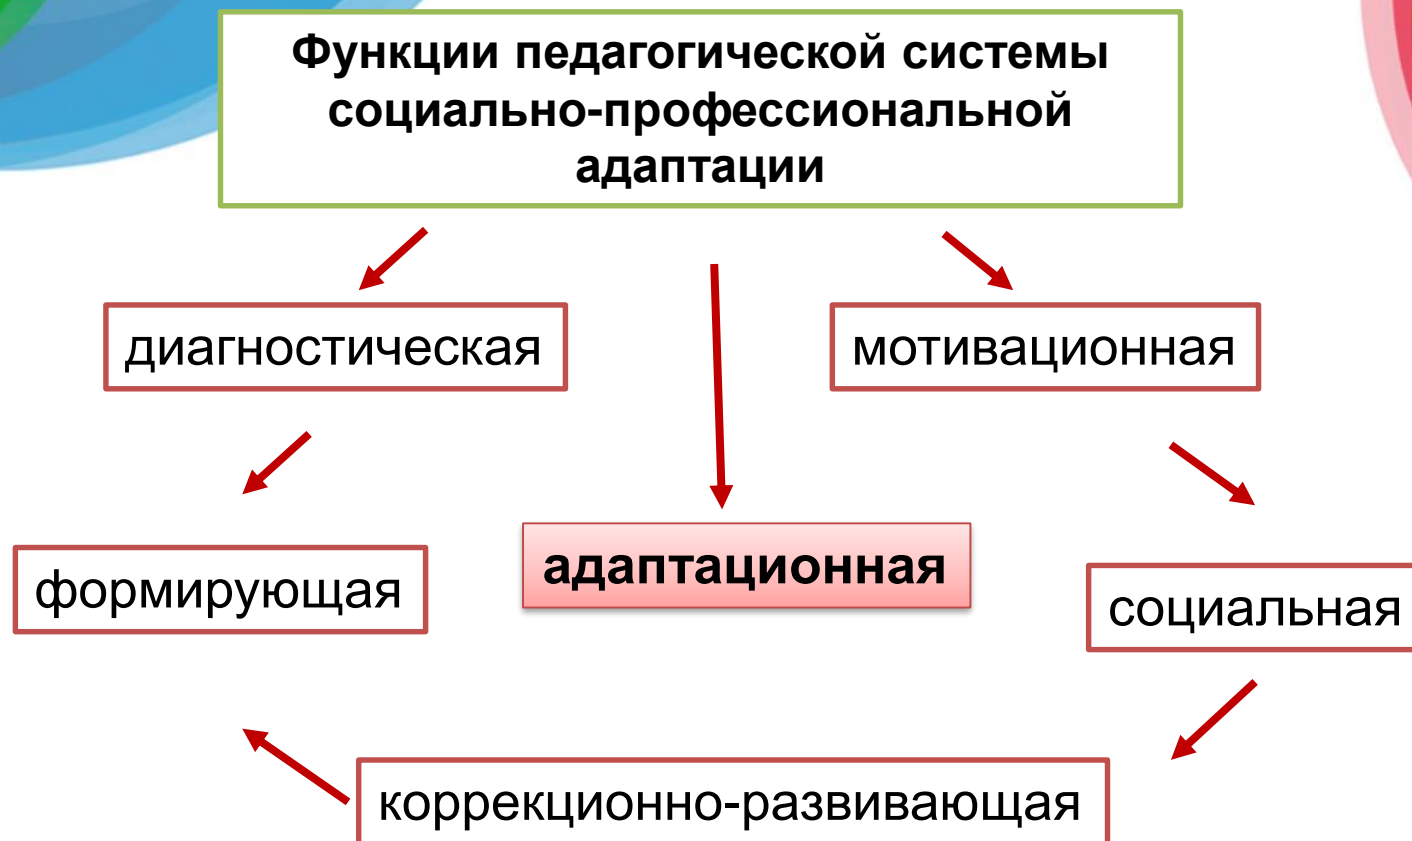 Функции педагогической системы
социально-профессиональной
адаптации
диагностическая
мотивационная
формирующая
адаптационная
социальная
коррекционно-развивающая